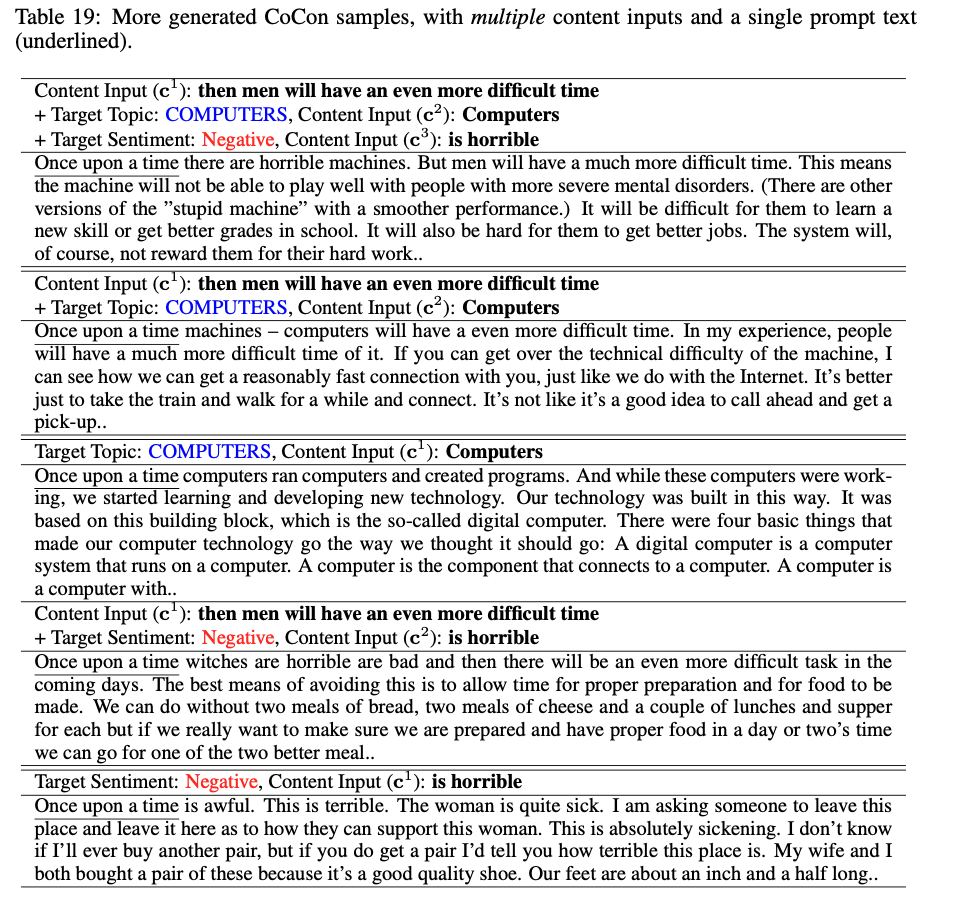 Table 19: More generated CoCon samples, with multiple content inputs and a single prompt text
(underlined).
Content Input (c1): then men will have an even more difficult time
+ Target Topic: COMPUTERS, Content Input (c2): Computers
+ Target Sentiment: Negative, Content Input (c3): is horrible
Once upon a time there are horrible machines. But men will have a much more difficult time. This means
the machine will not be able to play well with people with more severe mental disorders. (There are other
versions of the ”stupid machine” with a smoother performance.) It will be difficult for them to learn a
new skill or get better grades in school. It will also be hard for them to get better jobs. The system will,
of course, not reward them for their hard work..
Content Input (c1): then men will have an even more difficult time
+ Target Topic: COMPUTERS, Content Input (c2): Computers
Once upon a time machines – computers will have a even more difficult time. In my experience, people
will have a much more difficult time of it. If you can get over the technical difficulty of the machine, I
can see how we can get a reasonably fast connection with you, just like we do with the Internet. It’s better
just to take the train and walk for a while and connect. It’s not like it’s a good idea to call ahead and get a
pick-up..
Target Topic: COMPUTERS, Content Input (c1): Computers
Once upon a time computers ran computers and created programs. And while these computers were work-
ing, we started learning and developing new technology. Our technology was built in this way. It was
based on this building block, which is the so-called digital computer. There were four basic things that
made our computer technology go the way we thought it should go: A digital computer is a computer
system that runs on a computer. A computer is the component that connects to a computer. A computer is
a computer with..
Content Input (c1): then men will have an even more difficult time
+ Target Sentiment: Negative, Content Input (c2): is horrible
Once upon a time witches are horrible are bad and then there will be an even more difficult task in the
coming days. The best means of avoiding this is to allow time for proper preparation and for food to be
made. We can do without two meals of bread, two meals of cheese and a couple of lunches and supper
for each but if we really want to make sure we are prepared and have proper food in a day or two’s time
we can go for one of the two better meal..
Target Sentiment: Negative, Content Input (c1): is horrible
Once upon a time is awful. This is terrible. The woman is quite sick. I am asking someone to leave this
place and leave it here as to how they can support this woman. This is absolutely sickening. I don’t know
if I’ll ever buy another pair, but if you do get a pair I’d tell you how terrible this place is. My wife and I
both bought a pair of these because it’s a good quality shoe. Our feet are about an inch and a half long..